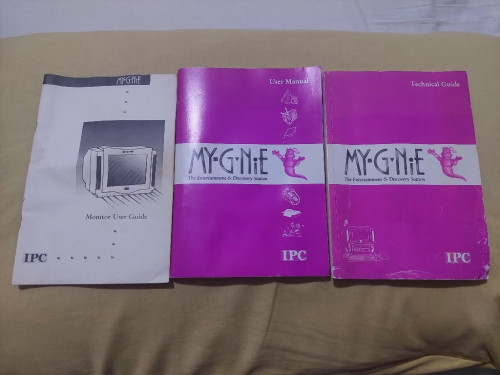 MY·G·NiE
Monitor User Guide
IPC
User Manual
MY·G·NiE
The Entertainment & Discovery Station
IPC
Technical Guide
MY·G·NiE
The Entertainment & Discovery Station
IPC